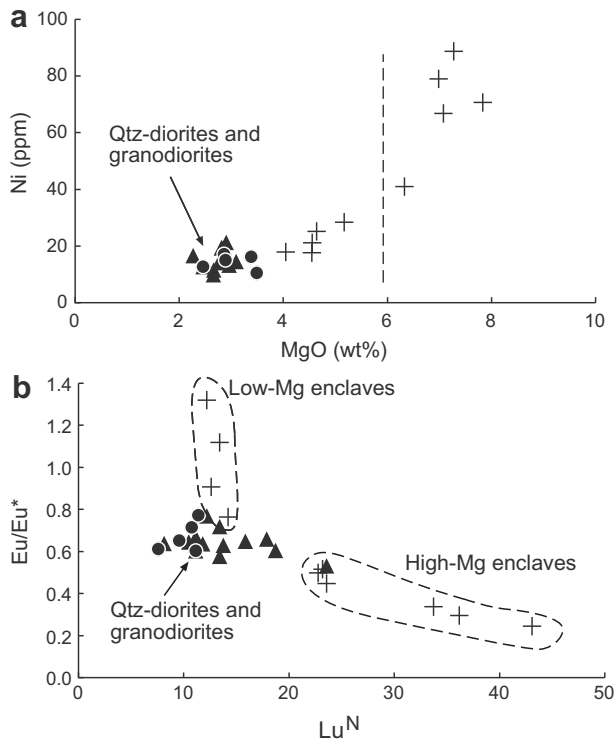 a
100
80
60
40
20
0
Ni (ppm)
Qtz-diorites and
granodiorites
0 2 4 6 8 10
MgO (wt%)
b
1.4
1.2
1.0
0.8
0.6
0.4
0.2
0.0
Eu/Eu*
Low-Mg enclaves
High-Mg enclaves
Qtz-diorites and
granodiorites
0 10 20 30 40 50
Lu^N